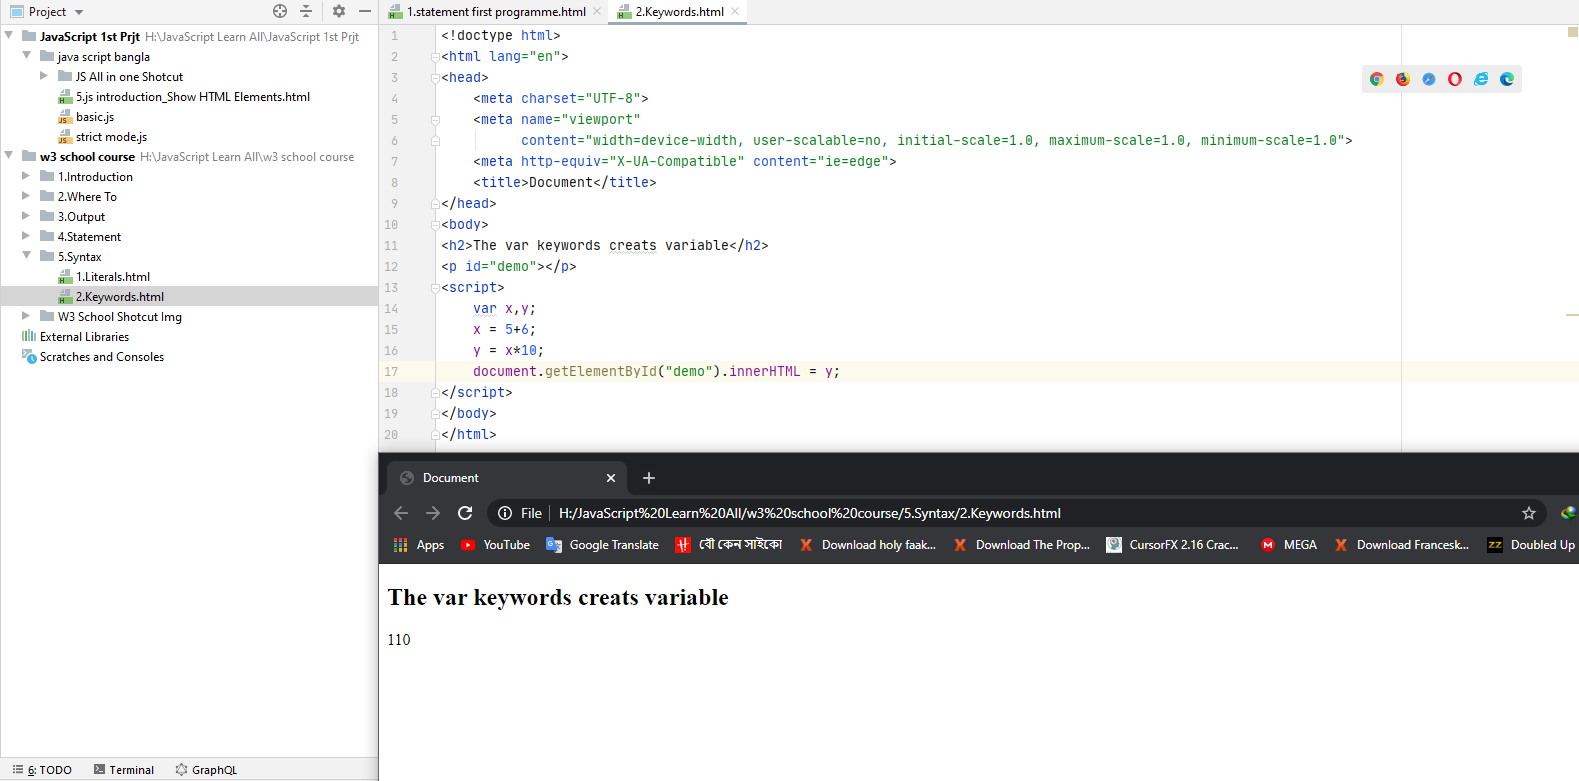 Project
JavaScript 1st Prjt H:\JavaScript Learn All\JavaScript 1st Prjt
java script bangla
JS All in one Shotcut
5.js introduction_Show HTML Elements.html
basic.js
strict mode.js
w3 school course H:\JavaScript Learn All\w3 school course
1.Introduction
2.Where To
3.Output
4.Statement
5.Syntax
1.Literals.html
2.Keywords.html
W3 School Shotcut Img
External Libraries
Scratches and Consoles
6: TODO Terminal GraphQL
1.statement first programme.html 2.Keywords.html
1 <!doctype html>
2 <html lang="en">
3 <head>
4 <meta charset="UTF-8">
5 <meta name="viewport"
6 content="width=device-width, user-scalable=no, initial-scale=1.0, maximum-scale=1.0, minimum-scale=1.0">
7 <meta http-equiv="X-UA-Compatible" content="ie=edge">
8 <title>Document</title>
9 </head>
10 <body>
11 <h2>The var keywords creats variable</h2>
12 <p id="demo"></p>
13 <script>
14 var x,y;
15 x = 5+6;
16 y = x*10;
17 document.getElementById("demo").innerHTML = y;
18 </script>
19 </body>
20 </html>
Document
File H:/JavaScript%20Learn%20All/w3%20school%20course/5.Syntax/2.Keywords.html
Apps YouTube Google Translate বৌ কেন সাইকো Download holy faak... Download The Prop... CursorFX 2.16 Crac... MEGA Download Francesk... Doubled Up
The var keywords creats variable
110